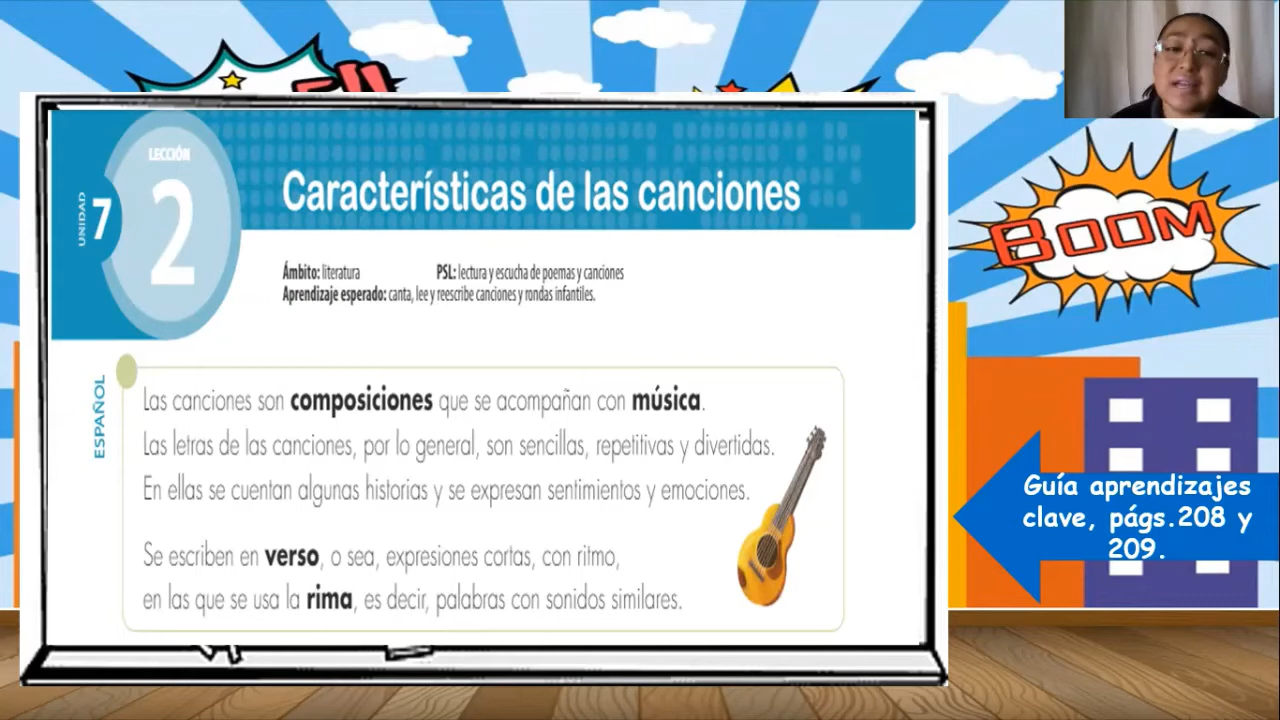 LECCIÓN
2
UNIDAD 7
Características de las canciones
Ámbito: literatura PSL: lectura y escucha de poemas y canciones
Aprendizaje esperado: canta, lee y reescribe canciones y rondas infantiles.
ESPAÑOL
Las canciones son composiciones que se acompañan con música.
Las letras de las canciones, por lo general, son sencillas, repetitivas y divertidas.
En ellas se cuentan algunas historias y se expresan sentimientos y emociones.
Se escriben en verso, o sea, expresiones cortas, con ritmo,
en las que se usa la rima, es decir, palabras con sonidos similares.
BOOM
Guía aprendizajes
clave, págs.208 y
209.